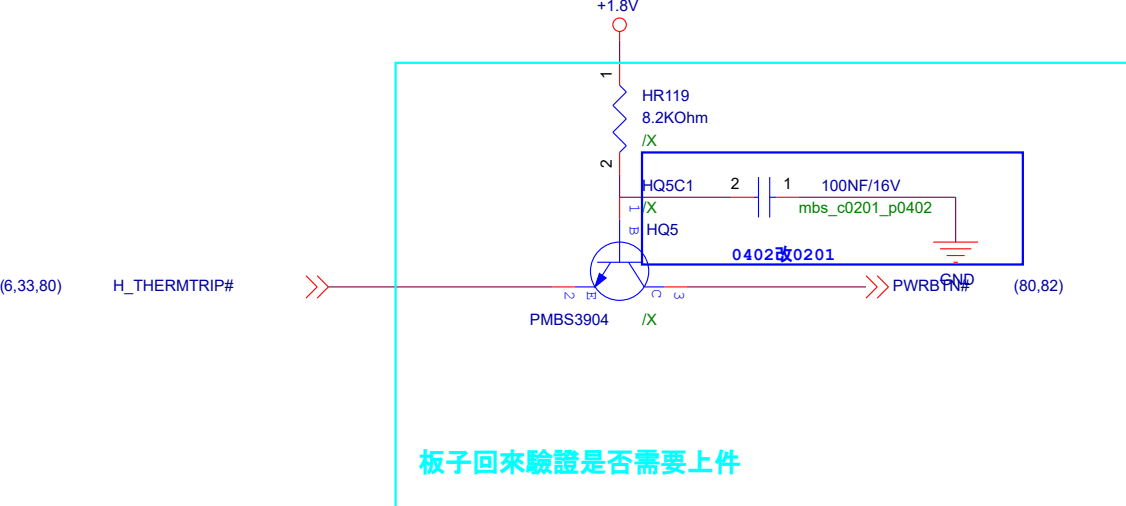 +1.8V
1
HR119
8.2KOhm
/X
2
HQ5C1
2
1
100NF/16V
1
/X
mbs_c0201_p0402
B
HQ5
0402改0201
GND
(6,33,80)
H_THERMTRIP#
2
E
C
3
PWRBTN#
(80,82)
PMBS3904
/X
板子回來驗證是否需要上件